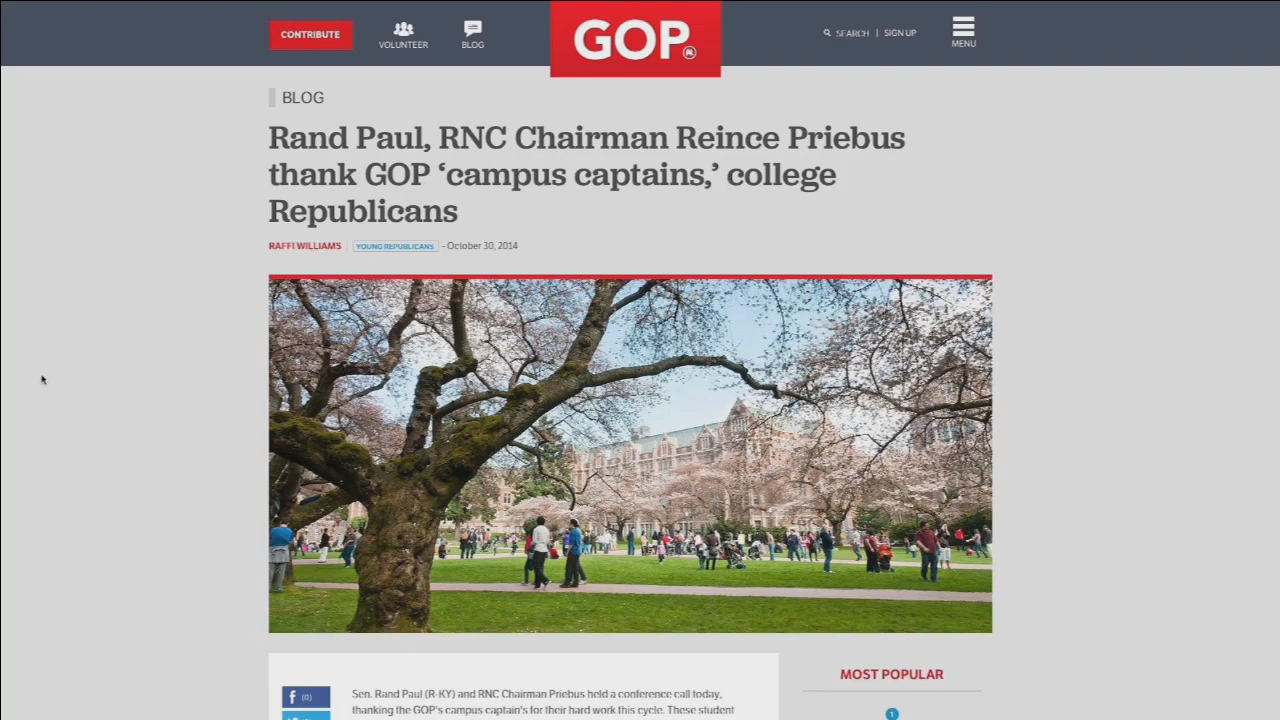 CONTRIBUTE
VOLUNTEER
BLOG
GOP
SEARCH | SIGN UP
MENU
BLOG
Rand Paul, RNC Chairman Reince Priebus
thank GOP ‘campus captains,’ college
Republicans
RAFFI WILLIAMS | YOUNG REPUBLICANS - October 30, 2014
f (0)
Sen. Rand Paul (R-KY) and RNC Chairman Priebus held a conference call today,
thanking the GOP's campus captain's for their hard work this cycle. These student
MOST POPULAR
1